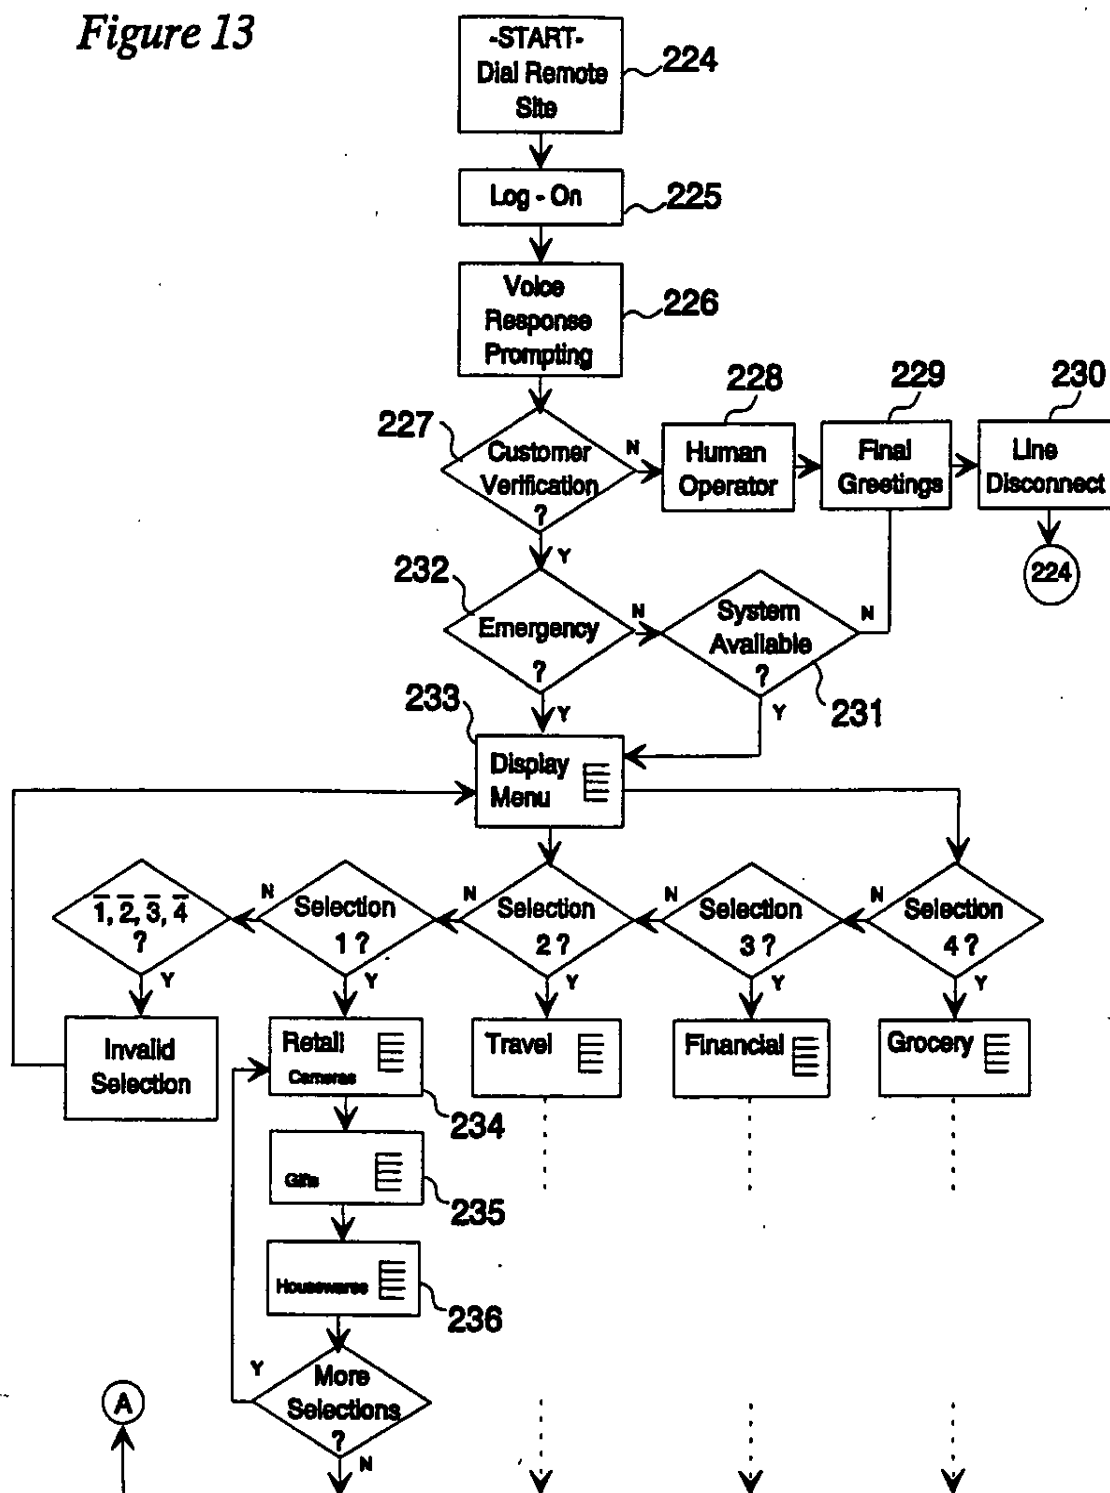 Figure 13
-START-
Dial Remote
Site
224
Log - On
225
Voice
Response
Prompting
226
227
Customer
Verification
?
N
Y
228
Human
Operator
229
Final
Greetings
230
Line
Disconnect
224
232
Emergency
?
N
Y
System
Available
?
N
Y
231
233
Display
Menu
1, 2, 3, 4
?
Y
N
Selection
1 ?
Y
N
Selection
2 ?
Y
N
Selection
3 ?
Y
N
Selection
4 ?
Y
Invalid
Selection
Retail
Cameras
234
Travel
Financial
Grocery
Gifts
235
Housewares
236
Y
More
Selections
?
N
A